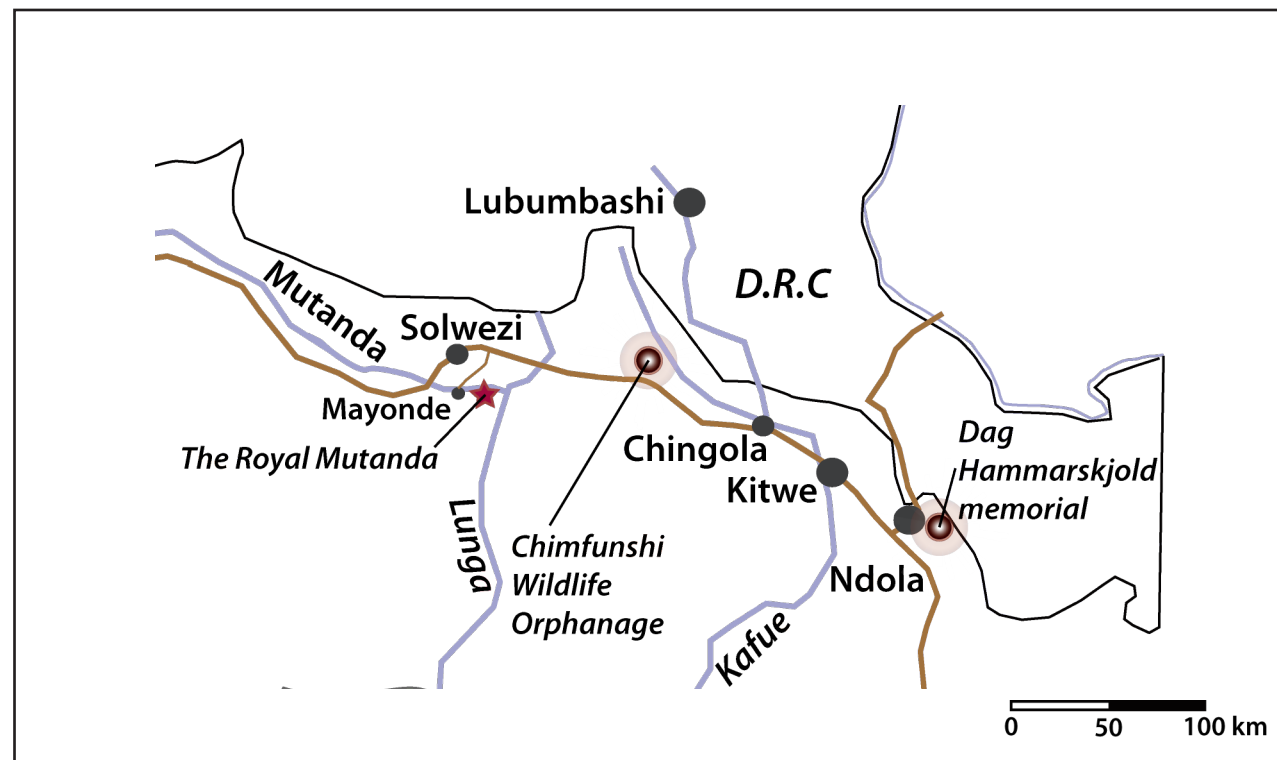 Lubumbashi
D.R.C
Mutanda
Solwezi
Mayonde
The Royal Mutanda
Chingola
Kitwe
Dag
Hammarskjold
memorial
Lunga
Chimfunshi
Wildlife
Orphanage
Ndola
Kafue
0 50 100 km